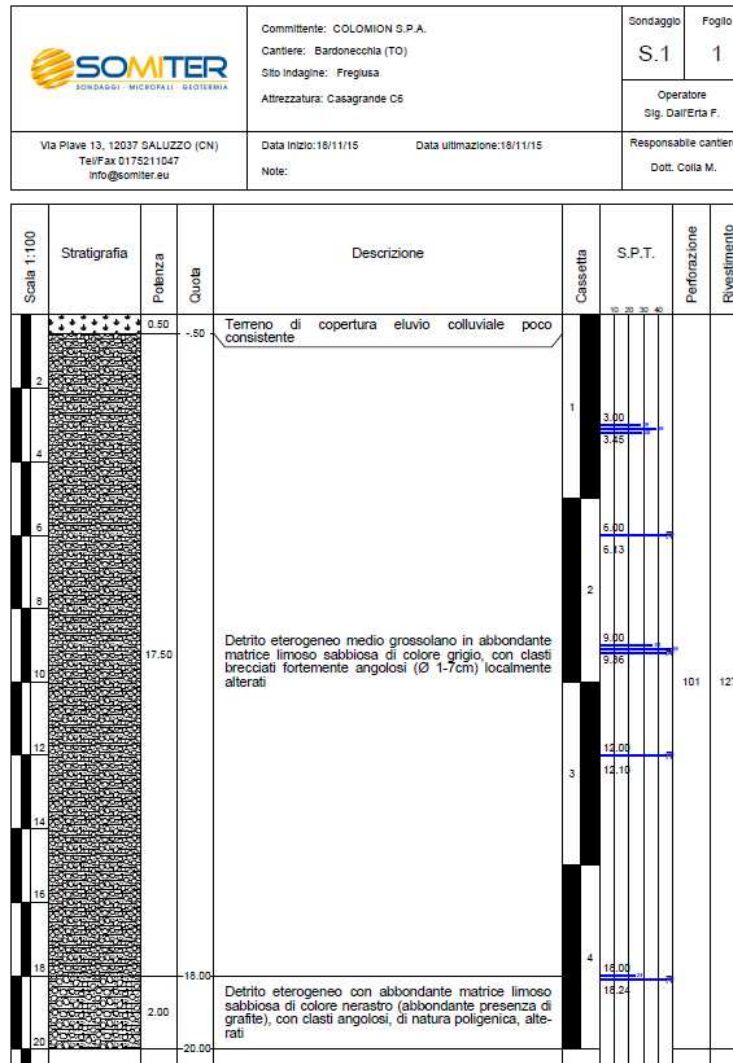 SOMITER
SONDAGGI - MICROPALI - GEOTERMIA
Via Piave 13, 12037 SALUZZO (CN)
Tel/Fax 0175211047
info@somiter.eu
Committente: COLOMION S.P.A.
Cantiere: Bardonecchia (TO)
Sito Indagine: Fregiusa
Attrezzatura: Casagrande C6
Data Inizio:18/11/15 Data ultimazione:18/11/15
Note:
Sondaggio Foglio
S.1 1
Operatore
Sig. Dall'Erta F.
Responsabile cantiere
Dott. Colla M.
Scala 1:100 Stratigrafia Potenza Quota Descrizione Cassetta S.P.T. Perforazione Rivestimento
10 20 30 40
0.50 -.50 Terreno di copertura eluvio colluviale poco
consistente
2
1
3.00
3.45
4
6
6.00
6.13
8
2
17.50
Detrito eterogeneo medio grossolano in abbondante
matrice limoso sabbiosa di colore grigio, con clasti
brecciati fortemente angolosi (Ø 1-7cm) localmente
alterati
9.00
9.36
10
101 127
12
3
12.00
12.10
14
16
18
4
18.00
18.00
18.24
2.00
Detrito eterogeneo con abbondante matrice limoso
sabbiosa di colore nerastro (abbondante presenza di
grafite), con clasti angolosi, di natura poligenica, alte-
rati
20
20.00